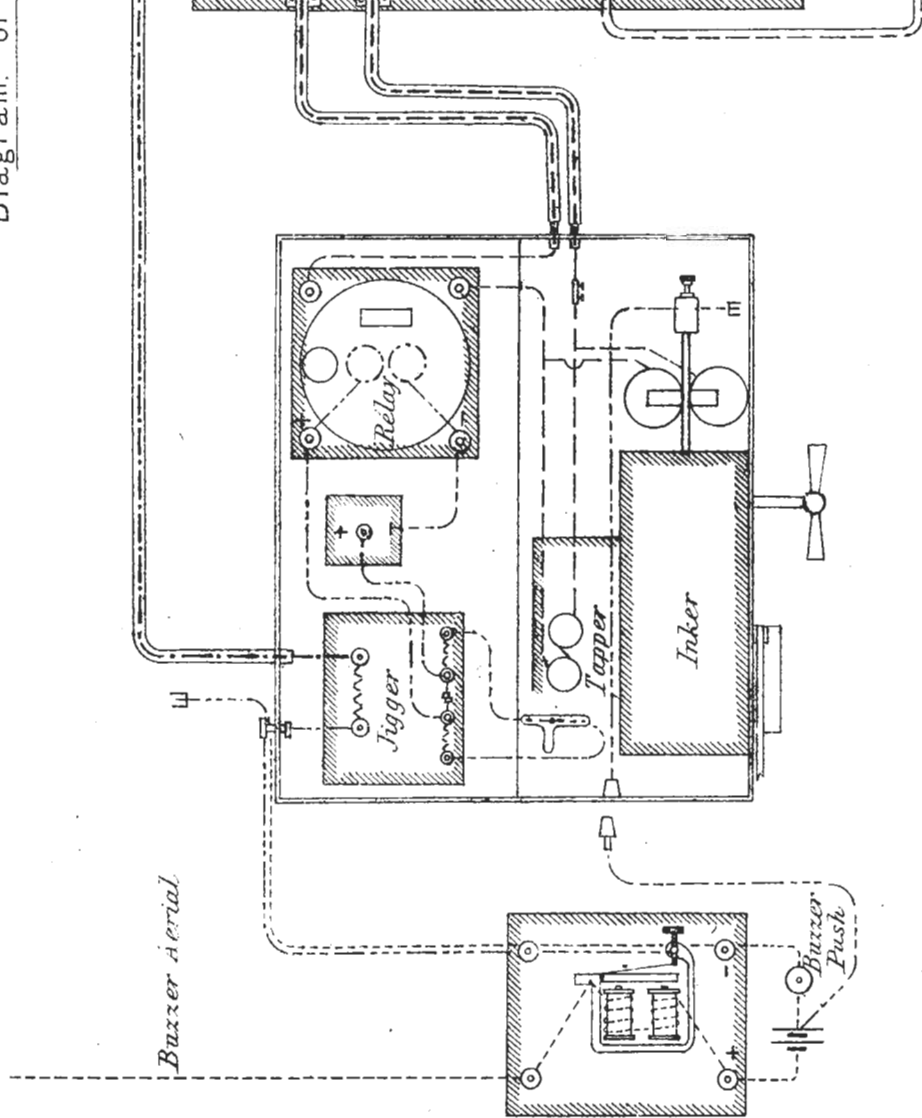 Diagram of
Relay
Jigger
Tapper
Inker
Buzzer Aerial
Buzzer
Push
+
-
+
+
-